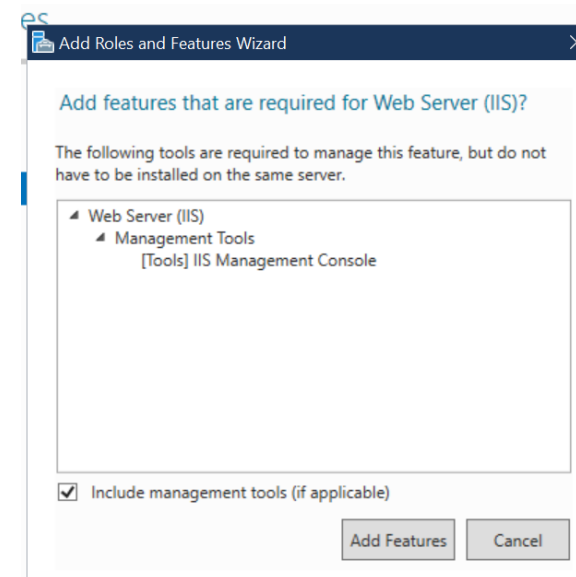 es
Add Roles and Features Wizard
Add features that are required for Web Server (IIS)?
The following tools are required to manage this feature, but do not
have to be installed on the same server.
Web Server (IIS)
Management Tools
[Tools] IIS Management Console
Include management tools (if applicable)
Add Features
Cancel